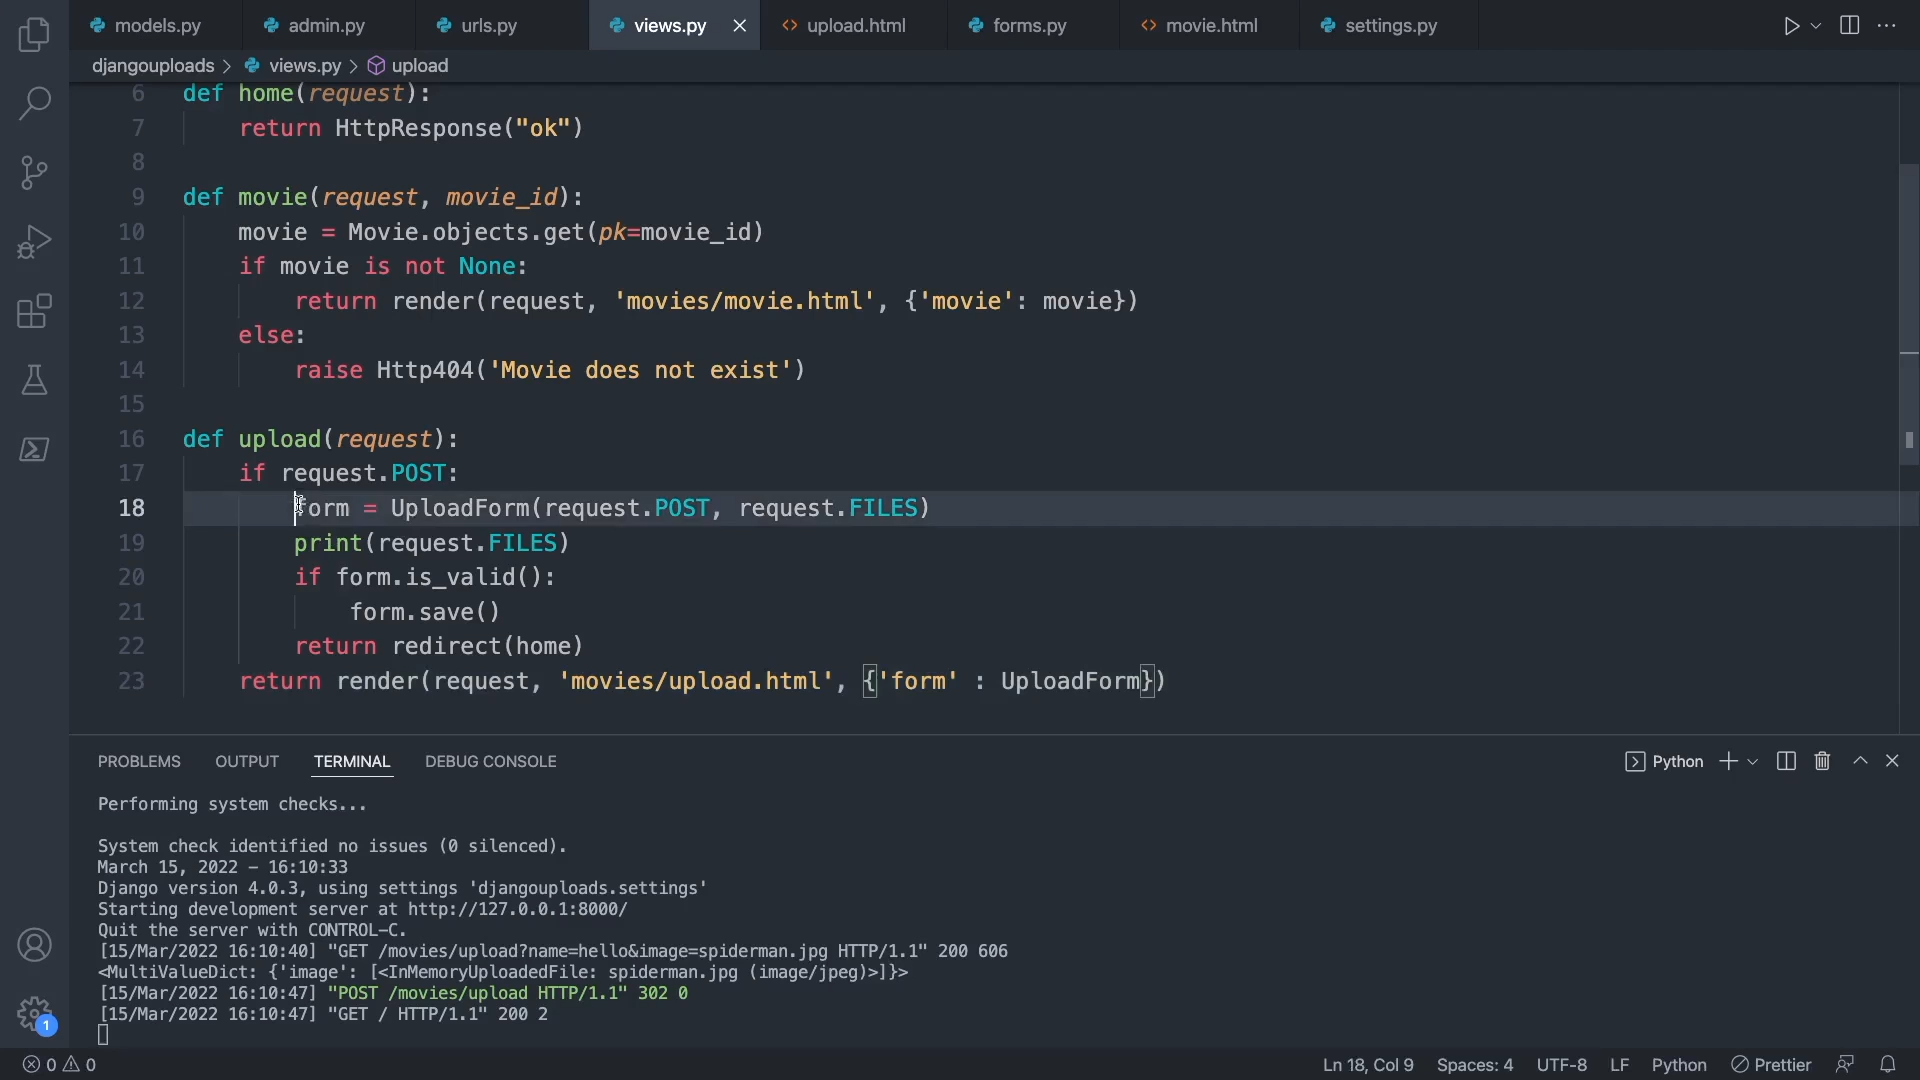 models.py admin.py urls.py views.py upload.html forms.py movie.html settings.py
djangouploads > views.py > upload
6 def home(request):
7 return HttpResponse("ok")
8
9 def movie(request, movie_id):
10 movie = Movie.objects.get(pk=movie_id)
11 if movie is not None:
12 return render(request, 'movies/movie.html', {'movie': movie})
13 else:
14 raise Http404('Movie does not exist')
15
16 def upload(request):
17 if request.POST:
18 form = UploadForm(request.POST, request.FILES)
19 print(request.FILES)
20 if form.is_valid():
21 form.save()
22 return redirect(home)
23 return render(request, 'movies/upload.html', {'form' : UploadForm})
PROBLEMS OUTPUT TERMINAL DEBUG CONSOLE Python
Performing system checks...
System check identified no issues (0 silenced).
March 15, 2022 - 16:10:33
Django version 4.0.3, using settings 'djangouploads.settings'
Starting development server at http://127.0.0.1:8000/
Quit the server with CONTROL-C.
[15/Mar/2022 16:10:40] "GET /movies/upload?name=hello&image=spiderman.jpg HTTP/1.1" 200 606
<MultiValueDict: {'image': [<InMemoryUploadedFile: spiderman.jpg (image/jpeg)>]}>
[15/Mar/2022 16:10:47] "POST /movies/upload HTTP/1.1" 302 0
[15/Mar/2022 16:10:47] "GET / HTTP/1.1" 200 2
1
0 0 Ln 18, Col 9 Spaces: 4 UTF-8 LF Python Prettier